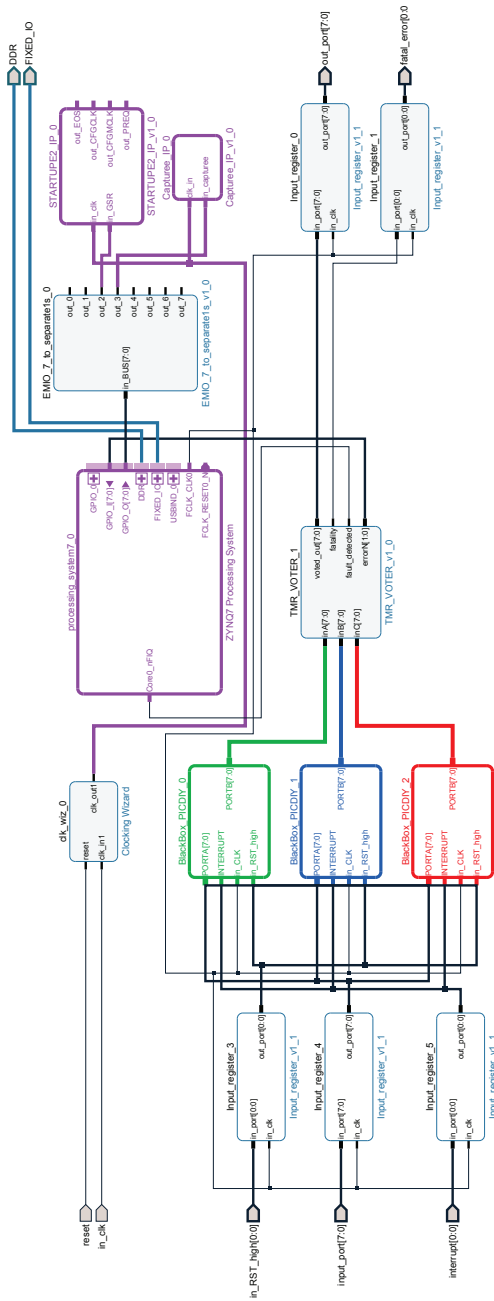 reset
in_clk
clk_wiz_0
reset
clk_in1
clk_out1
Clocking Wizard
processing_system7_0
Core0_nFIQ
GPIO_0
GPIO_I[7:0]
GPIO_O[7:0]
DDR
FIXED_IO
USBIND_0
FCLK_CLK0
FCLK_RESET0_N
ZYNQ7 Processing System
EMIO_7_to_separate1s_0
in_BUS[7:0]
out_0
out_1
out_2
out_3
out_4
out_5
out_6
out_7
EMIO_7_to_separate1s_v1_0
STARTUPE2_IP_0
in_clk
in_GSR
out_EOS
out_CFGCLK
out_CFGMCLK
out_PREQ
STARTUPE2_IP_v1_0
Capturee_IP_0
clk_in
in_capturee
Capturee_IP_v1_0
DDR
FIXED_IO
in_RST_high[0:0]
input_port[7:0]
interrupt[0:0]
Input_register_3
in_port[0:0]
in_clk
out_port[0:0]
Input_register_v1_1
Input_register_4
in_port[7:0]
in_clk
out_port[7:0]
Input_register_v1_1
Input_register_5
in_port[0:0]
in_clk
out_port[0:0]
Input_register_v1_1
BlackBox_PICDIY_0
PORTA[7:0]
INTERRUPT
in_CLK
in_RST_high
PORTB[7:0]
BlackBox_PICDIY_1
PORTA[7:0]
INTERRUPT
in_CLK
in_RST_high
PORTB[7:0]
BlackBox_PICDIY_2
PORTA[7:0]
INTERRUPT
in_CLK
in_RST_high
PORTB[7:0]
TMR_VOTER_1
inA[7:0]
inB[7:0]
inC[7:0]
voted_out[7:0]
fatality
fault_detected
errorN[1:0]
TMR_VOTER_v1_0
Input_register_0
in_port[7:0]
in_clk
out_port[7:0]
Input_register_v1_1
Input_register_1
in_port[0:0]
in_clk
out_port[0:0]
Input_register_v1_1
out_port[7:0]
fatal_error[0:0]